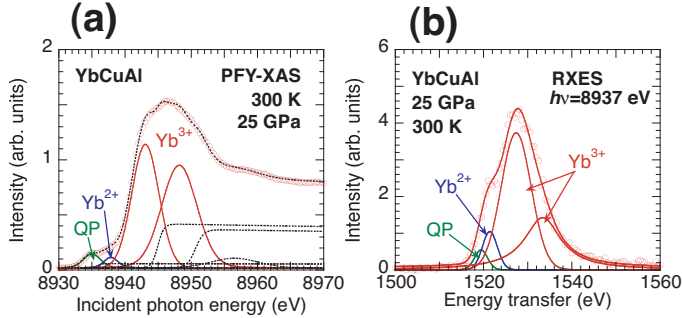 (a)
2
YbCuAl
PFY-XAS
300 K
25 GPa
Yb3+
1
Yb2+
QP
0
8930 8940 8950 8960 8970
Incident photon energy (eV)
Intensity (arb. units)
(b)
6
YbCuAl
25 GPa
300 K
RXES
hν=8937 eV
4
Yb3+
2
Yb2+
QP
0
1500 1520 1540 1560
Energy transfer (eV)
Intensity (arb. units)